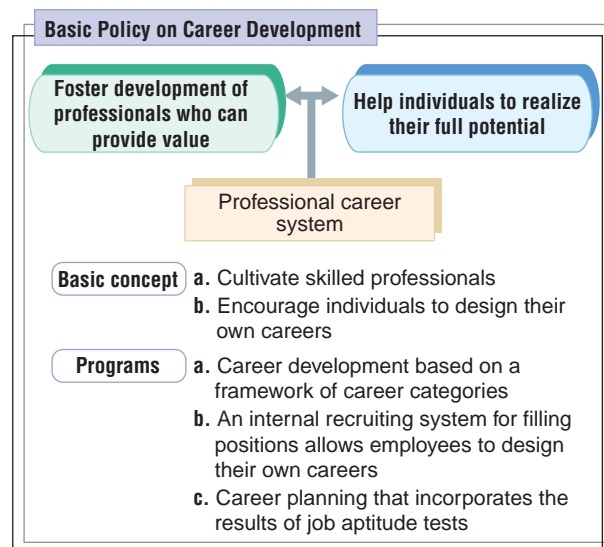 Basic Policy on Career Development
Foster development of
professionals who can
provide value
Help individuals to realize
their full potential
Professional career
system
Basic concept
a. Cultivate skilled professionals
b. Encourage individuals to design their
own careers
Programs
a. Career development based on a
framework of career categories
b. An internal recruiting system for filling
positions allows employees to design
their own careers
c. Career planning that incorporates the
results of job aptitude tests